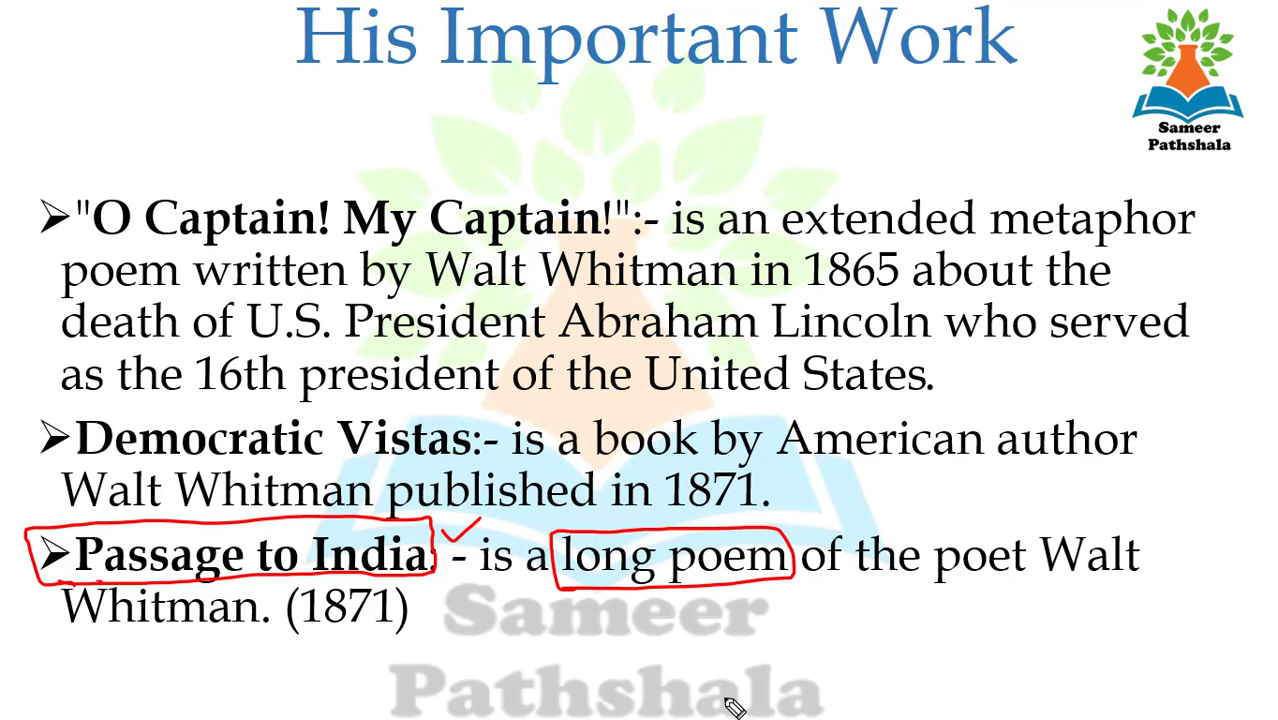 His Important Work
Sameer
Pathshala
➢"O Captain! My Captain!":- is an extended metaphor
poem written by Walt Whitman in 1865 about the
death of U.S. President Abraham Lincoln who served
as the 16th president of the United States.
➢Democratic Vistas:- is a book by American author
Walt Whitman published in 1871.
➢Passage to India: - is a long poem of the poet Walt
Whitman. (1871)
Sameer
Pathshala